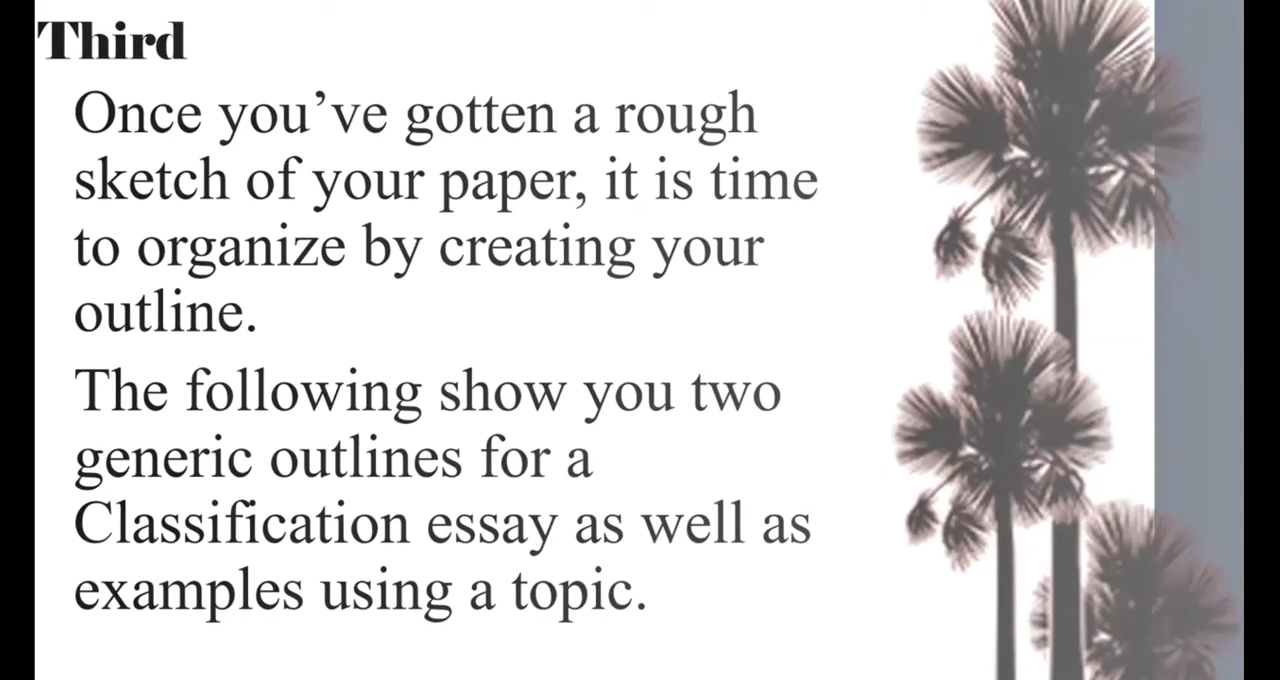 Third
Once you’ve gotten a rough
sketch of your paper, it is time
to organize by creating your
outline.
The following show you two
generic outlines for a
Classification essay as well as
examples using a topic.